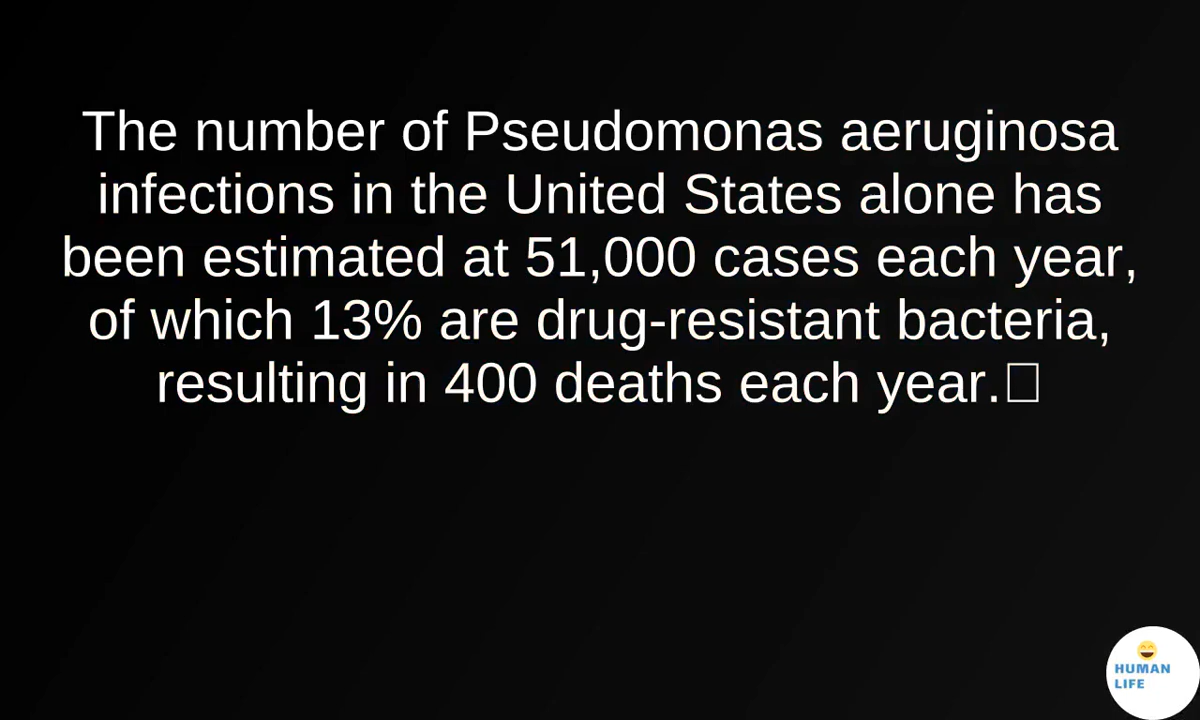 The number of Pseudomonas aeruginosa
infections in the United States alone has
been estimated at 51,000 cases each year,
of which 13% are drug-resistant bacteria,
resulting in 400 deaths each year.
HUMAN
LIFE